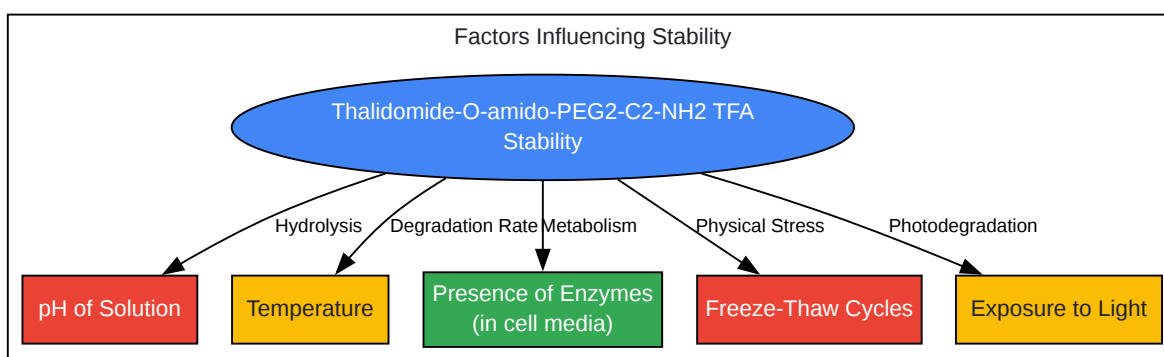 Factors Influencing Stability
Thalidomide-O-amido-PEG2-C2-NH2 TFA
Stability
Hydrolysis
Degradation Rate
Metabolism
Physical Stress
Photodegradation
pH of Solution
Temperature
Presence of Enzymes
(in cell media)
Freeze-Thaw Cycles
Exposure to Light